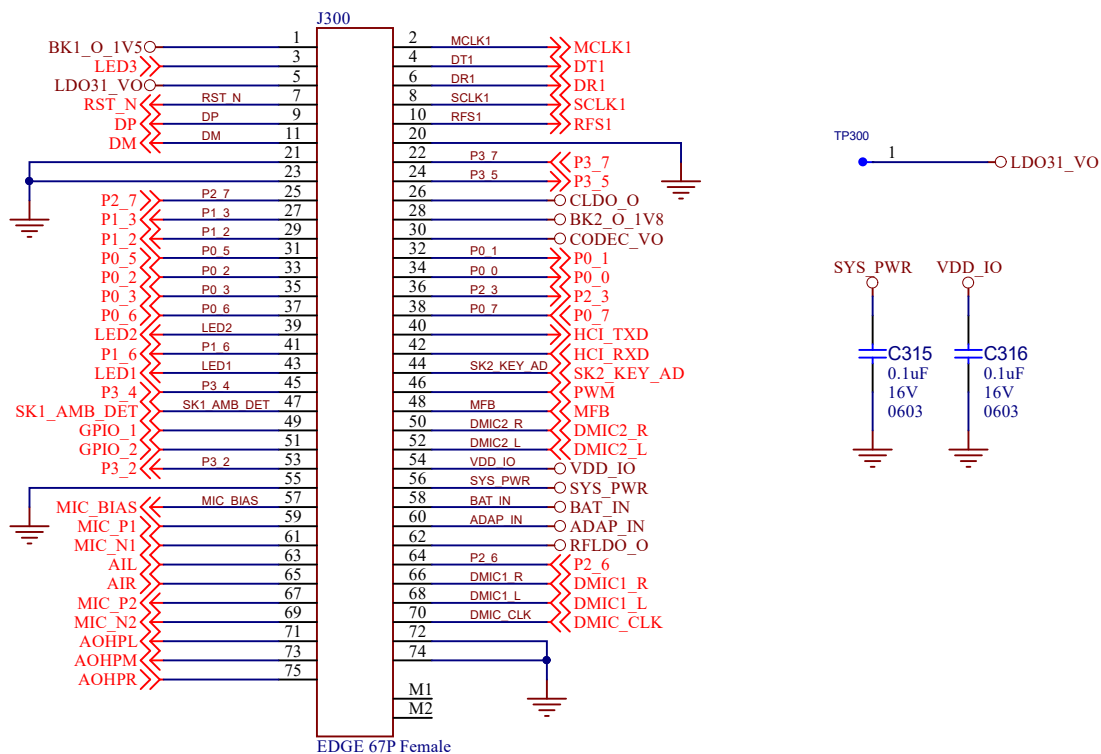 J300
BK1_O_1V5 1 2 MCLK1 MCLK1
LED3 3 4 DT1 DT1
LDO31_VO 5 6 DR1 DR1
RST_N RST_N 7 8 SCLK1 SCLK1
DP DP 9 10 RFS1 RFS1
DM DM 11 20
21 22 P3_7 P3_7
23 24 P3_5 P3_5
P2_7 P2_7 25 26 CLDO_O
P1_3 P1_3 27 28 BK2_O_1V8
P1_2 P1_2 29 30 CODEC_VO
P0_5 P0_5 31 32 P0_1 P0_1
P0_2 P0_2 33 34 P0_0 P0_0
P0_3 P0_3 35 36 P2_3 P2_3
P0_6 P0_6 37 38 P0_7 P0_7
LED2 LED2 39 40 HCI_TXD
P1_6 P1_6 41 42 HCI_RXD
LED1 LED1 43 44 SK2_KEY_AD SK2_KEY_AD
P3_4 P3_4 45 46 PWM
SK1_AMB_DET SK1_AMB_DET 47 48 MFB MFB
GPIO_1 49 50 DMIC2_R DMIC2_R
GPIO_2 51 52 DMIC2_L DMIC2_L
P3_2 P3_2 53 54 VDD_IO VDD_IO
55 56 SYS_PWR SYS_PWR
MIC_BIAS MIC_BIAS 57 58 BAT_IN BAT_IN
MIC_P1 59 60 ADAP_IN ADAP_IN
MIC_N1 61 62 RFLDO_O
AIL 63 64 P2_6 P2_6
AIR 65 66 DMIC1_R DMIC1_R
MIC_P2 67 68 DMIC1_L DMIC1_L
MIC_N2 69 70 DMIC_CLK DMIC_CLK
AOHPL 71 72
AOHPM 73 74
AOHPR 75
M1
M2
EDGE 67P Female
TP300
1 LDO31_VO
SYS_PWR VDD_IO
C315 C316
0.1uF 0.1uF
16V 16V
0603 0603